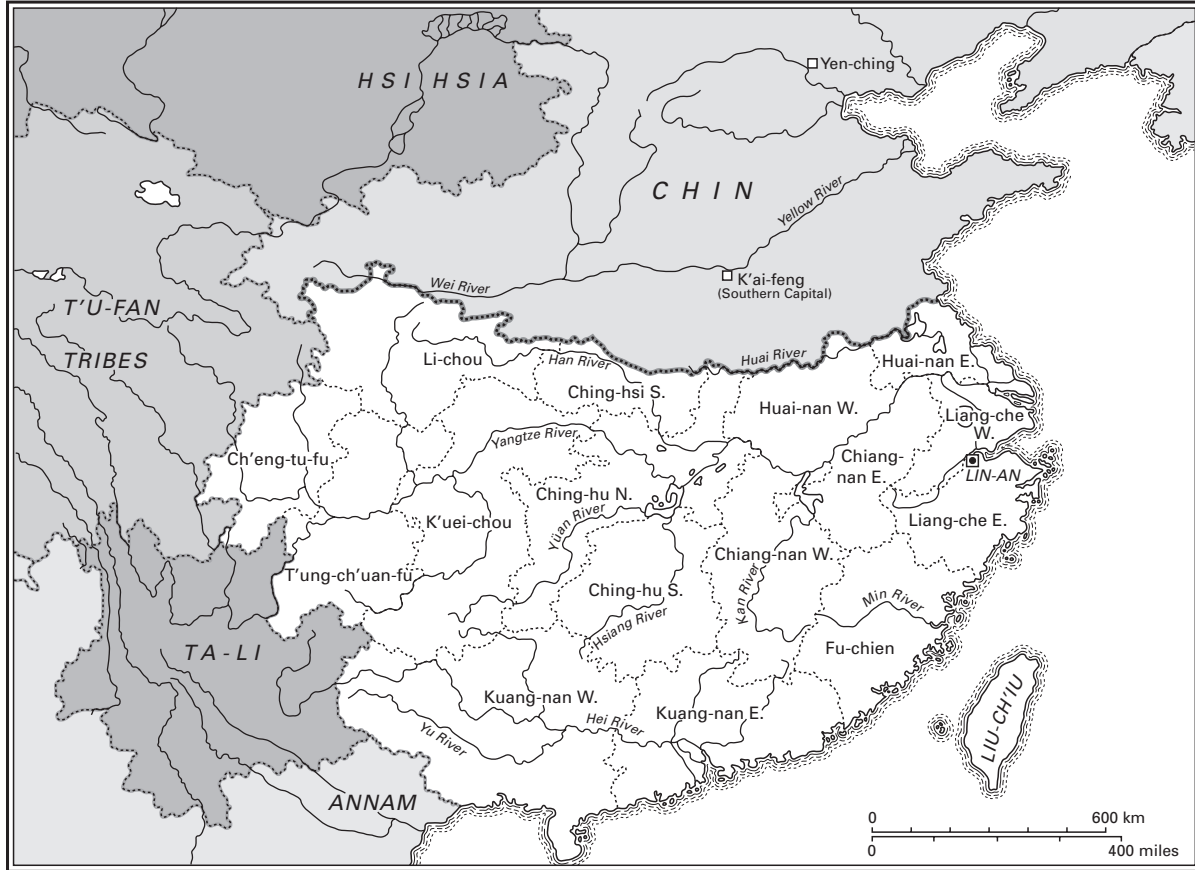 Yen-ching
HSI HSIA
CHIN
Yellow River
K'ai-feng
(Southern Capital)
Wei River
T'U-FAN
TRIBES
Li-chou
Han River
Huai River
Huai-nan E.
Ching-hsi S.
Huai-nan W.
Liang-che
W.
Yangtze River
Ch'eng-tu-fu
Chiang-
nan E.
LIN-AN
Ching-hu N.
K'uei-chou
Yüan River
Liang-che E.
Chiang-nan W.
T'ung-ch'uan-fu
Ching-hu S.
Kan River
Min River
Hsiang River
TA-LI
Fu-chien
Kuang-nan W.
Kuang-nan E.
Hei River
Yu River
LIU-CH'IU
ANNAM
0 600 km
0 400 miles